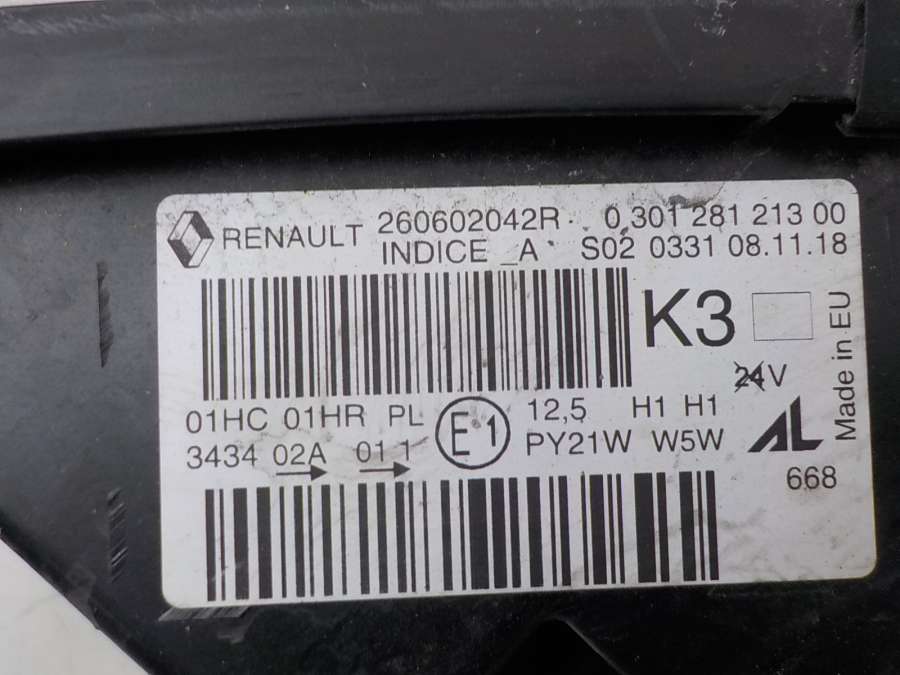 RENAULT 260602042R 0 301 281 213 00
INDICE _A S02 0331 08.11.18
K3
24V
Made in EU
01HC 01HR PL E1 12,5 H1 H1
3434 02A 01 1 PY21W W5W
AL
668